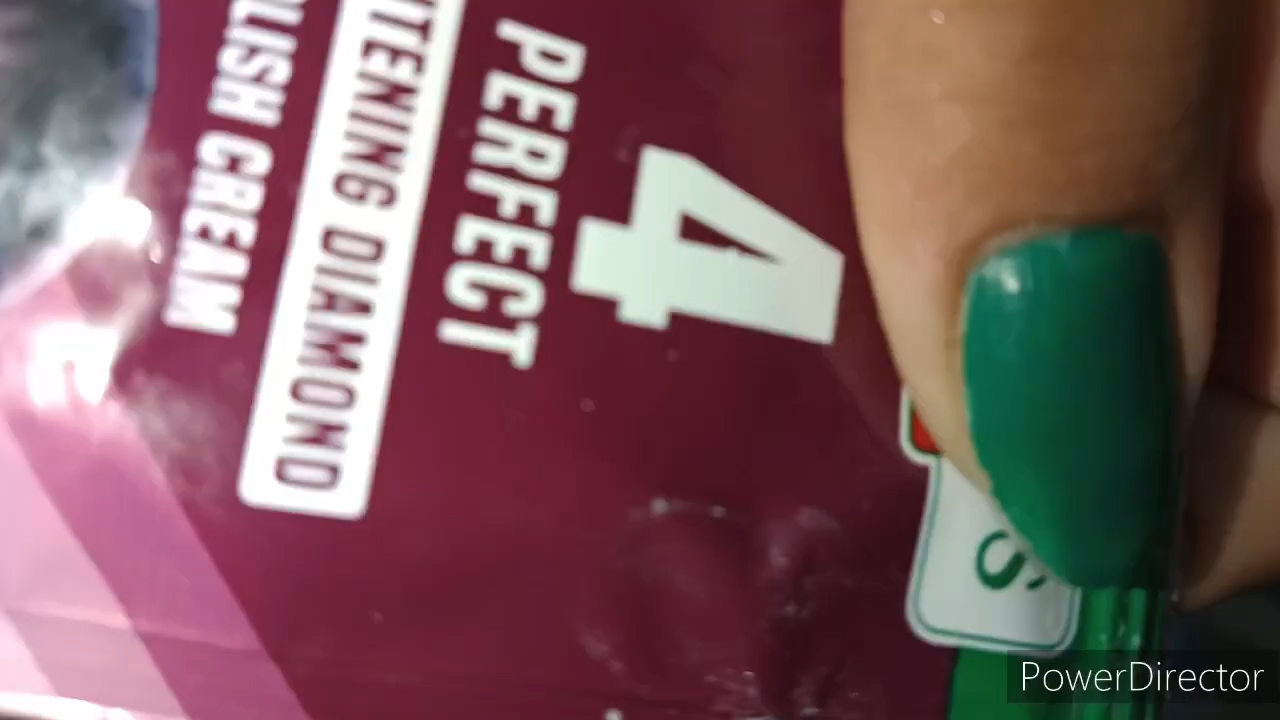 4
PERFECT
TENING DIAMOND
LISH CREAM
S'
PowerDirector